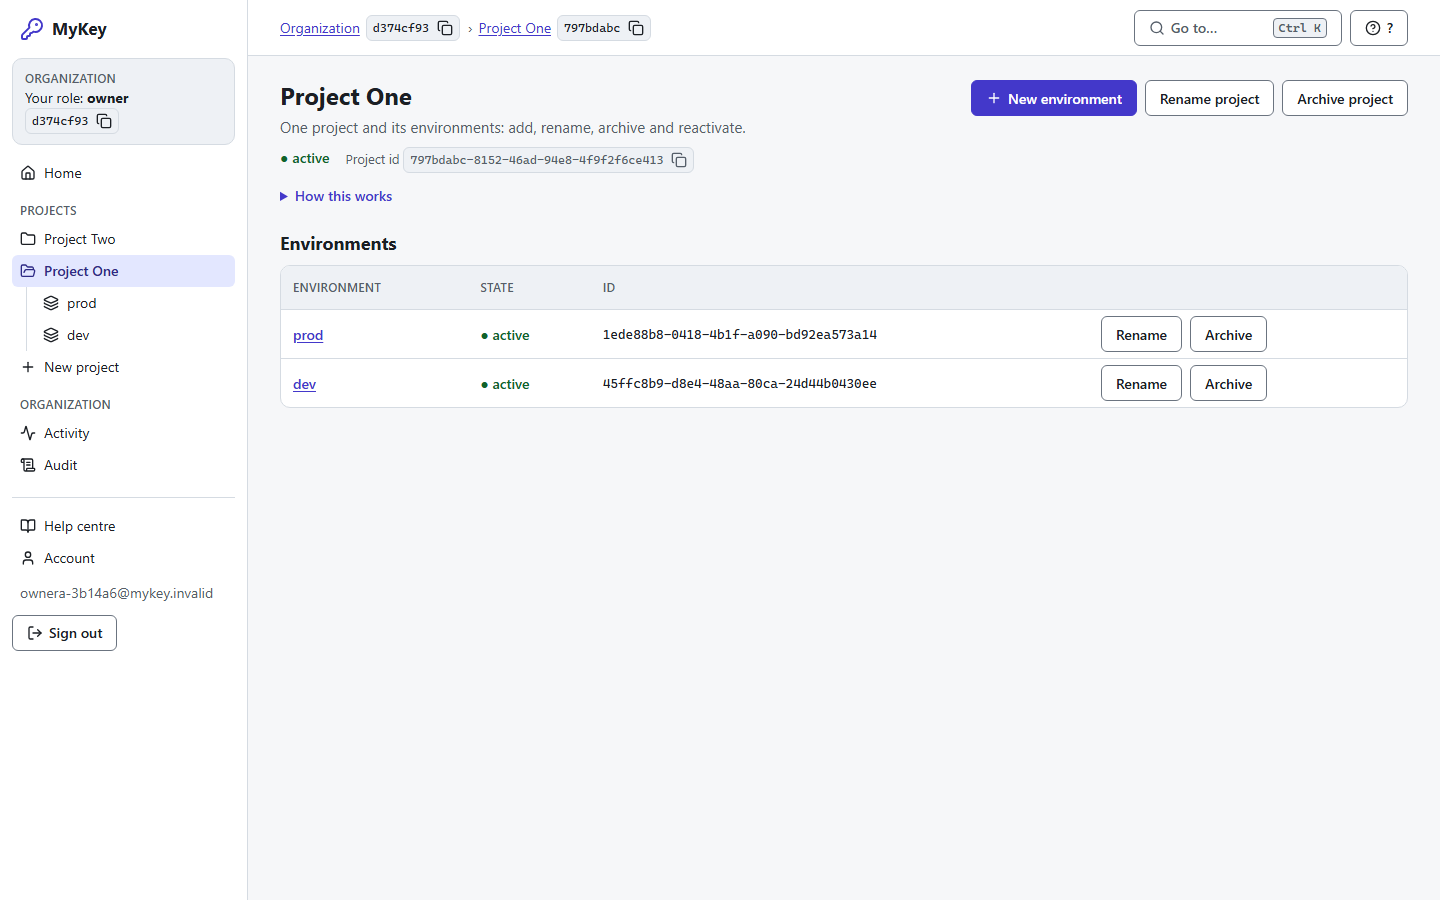 MyKey
ORGANIZATION
Your role: owner
d374cf93
Home
PROJECTS
Project Two
Project One
prod
dev
New project
ORGANIZATION
Activity
Audit
Help centre
Account
ownera-3b14a6@mykey.invalid
Sign out
Organization d374cf93 › Project One 797bdabc
Go to... Ctrl K
?
Project One
New environment
Rename project
Archive project
One project and its environments: add, rename, archive and reactivate.
● active Project id 797bdabc-8152-46ad-94e8-4f9f2f6ce413
How this works
Environments
ENVIRONMENT STATE ID
prod ● active 1ede88b8-0418-4b1f-a090-bd92ea573a14 Rename Archive
dev ● active 45ffc8b9-d8e4-48aa-80ca-24d44b0430ee Rename Archive